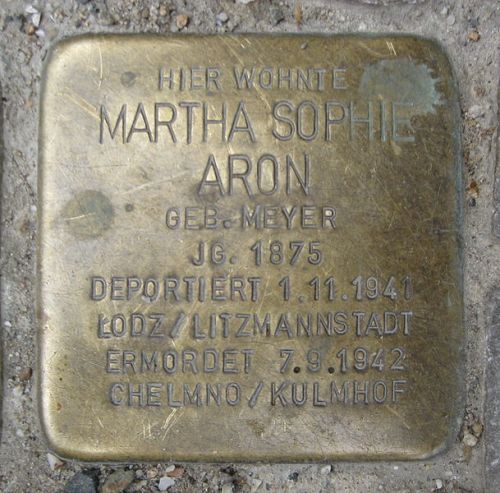 HIER WOHNTE
MARTHA SOPHIE
ARON
GEB. MEYER
JG. 1875
DEPORTIERT 1.11.1941
ŁODZ/LITZMANNSTADT
ERMORDET 7.9.1942
CHELMNO/KULMHOF